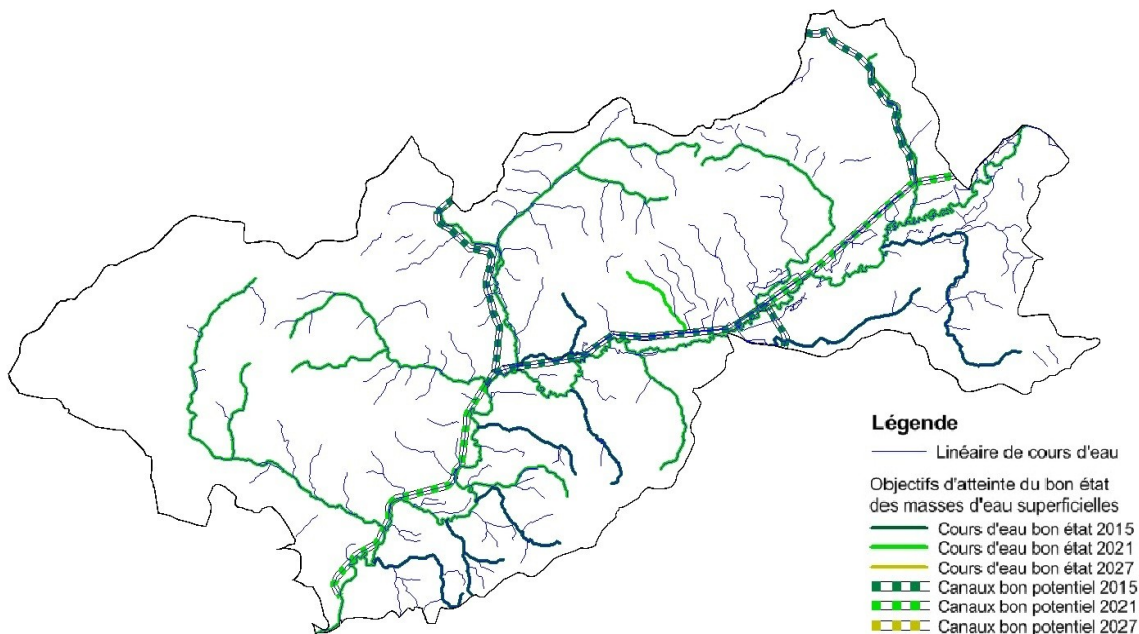 Légende
Linéaire de cours d'eau
Objectifs d'atteinte du bon état
des masses d'eau superficielles
Cours d'eau bon état 2015
Cours d'eau bon état 2021
Cours d'eau bon état 2027
Canaux bon potentiel 2015
Canaux bon potentiel 2021
Canaux bon potentiel 2027